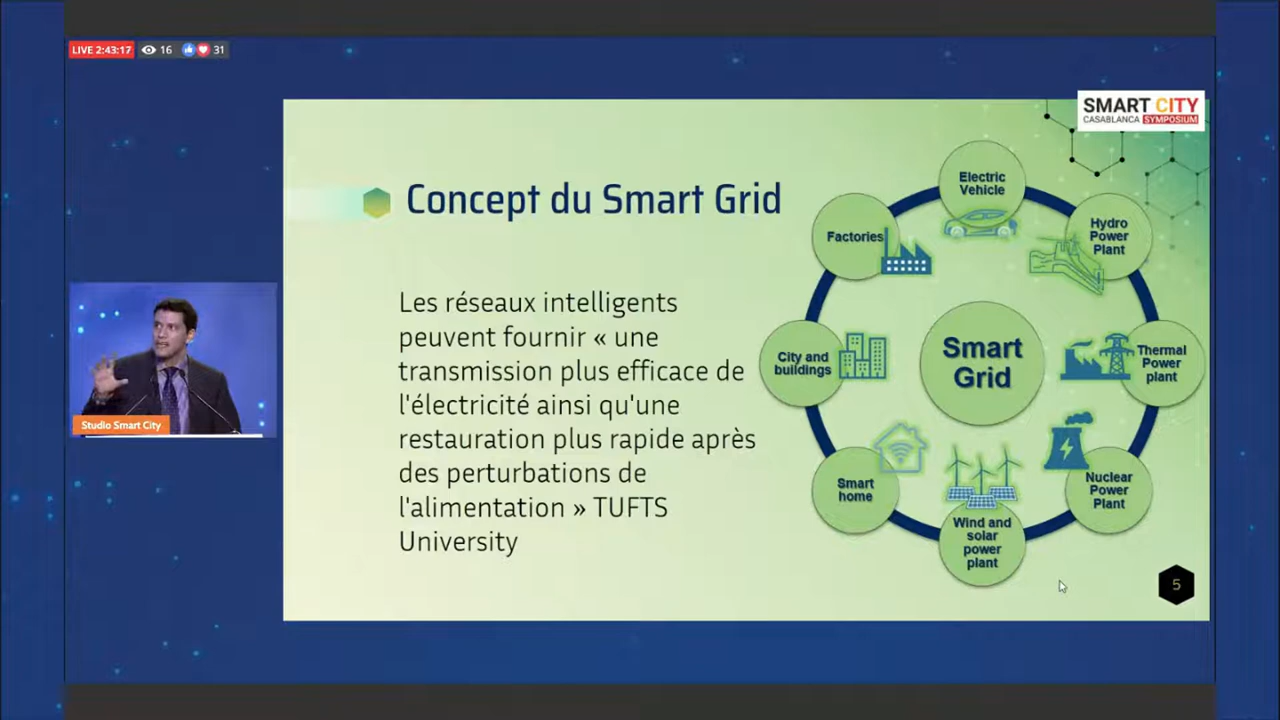 LIVE 2:43:17 16 31
SMART CITY
CASABLANCA SYMPOSIUM
Concept du Smart Grid
Les réseaux intelligents
peuvent fournir « une
transmission plus efficace de
l'électricité ainsi qu'une
restauration plus rapide après
des perturbations de
l'alimentation » TUFTS
University
Electric
Vehicle
Hydro
Power
Plant
Thermal
Power
plant
Nuclear
Power
Plant
Wind and
solar
power
plant
Smart
home
City and
buildings
Factories
Smart
Grid
Studio Smart City
5